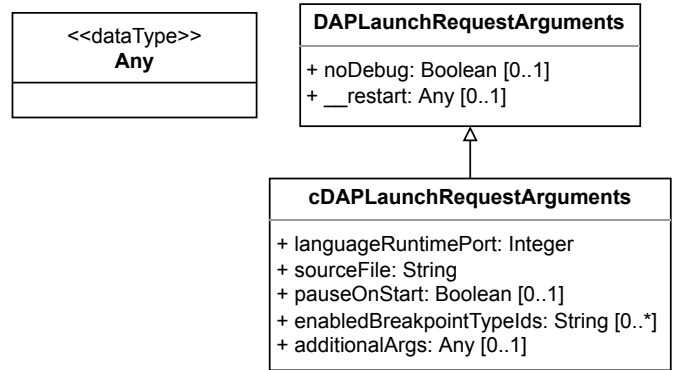 <<dataType>>
Any
DAPLaunchRequestArguments
+ noDebug: Boolean [0..1]
+ __restart: Any [0..1]
cDAPLaunchRequestArguments
+ languageRuntimePort: Integer
+ sourceFile: String
+ pauseOnStart: Boolean [0..1]
+ enabledBreakpointTypeIds: String [0..*]
+ additionalArgs: Any [0..1]